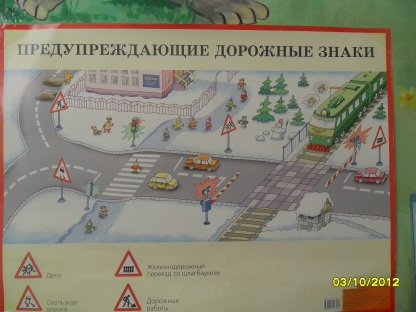 ПРЕДУПРЕЖДАЮЩИЕ ДОРОЖНЫЕ ЗНАКИ
Дети
Железнодорожный
переезд со шлагбаумом
Скользкая
дорога
Дорожные
работы
03/10/2012